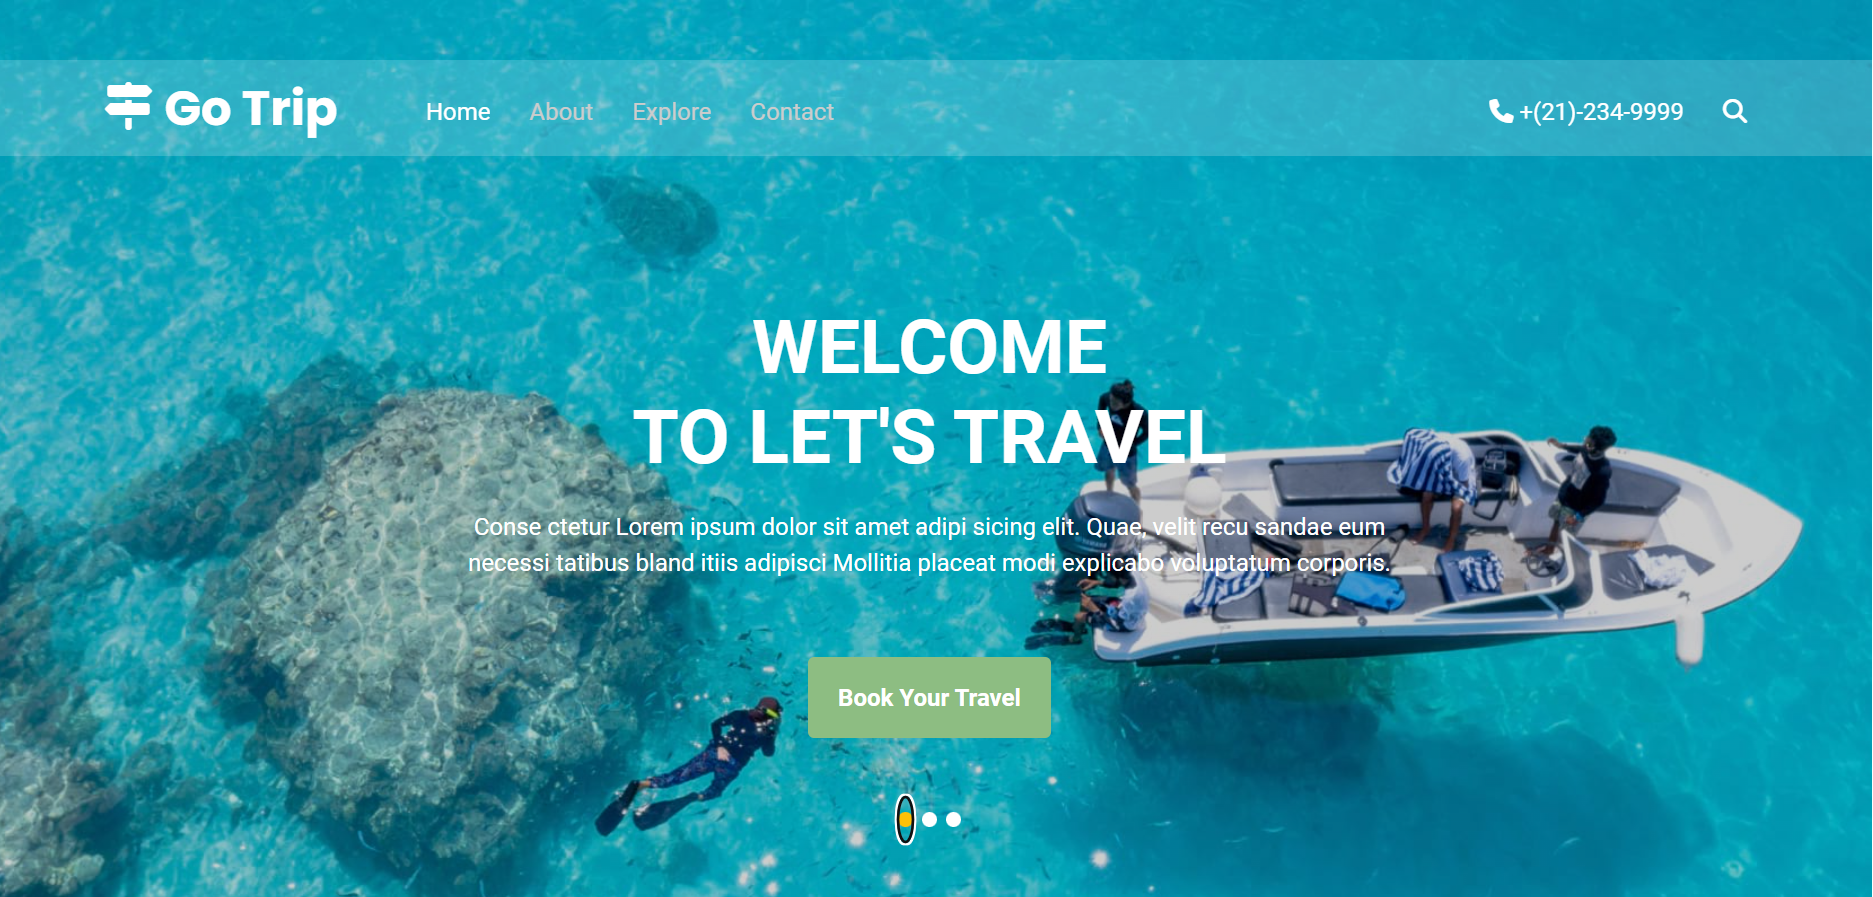 Go Trip
Home
About
Explore
Contact
+(21)-234-9999
WELCOME
TO LET'S TRAVEL
Conse ctetur Lorem ipsum dolor sit amet adipi sicing elit. Quae, velit recu sandae eum
necessi tatibus bland itiis adipisci Mollitia placeat modi explicabo voluptatum corporis.
Book Your Travel